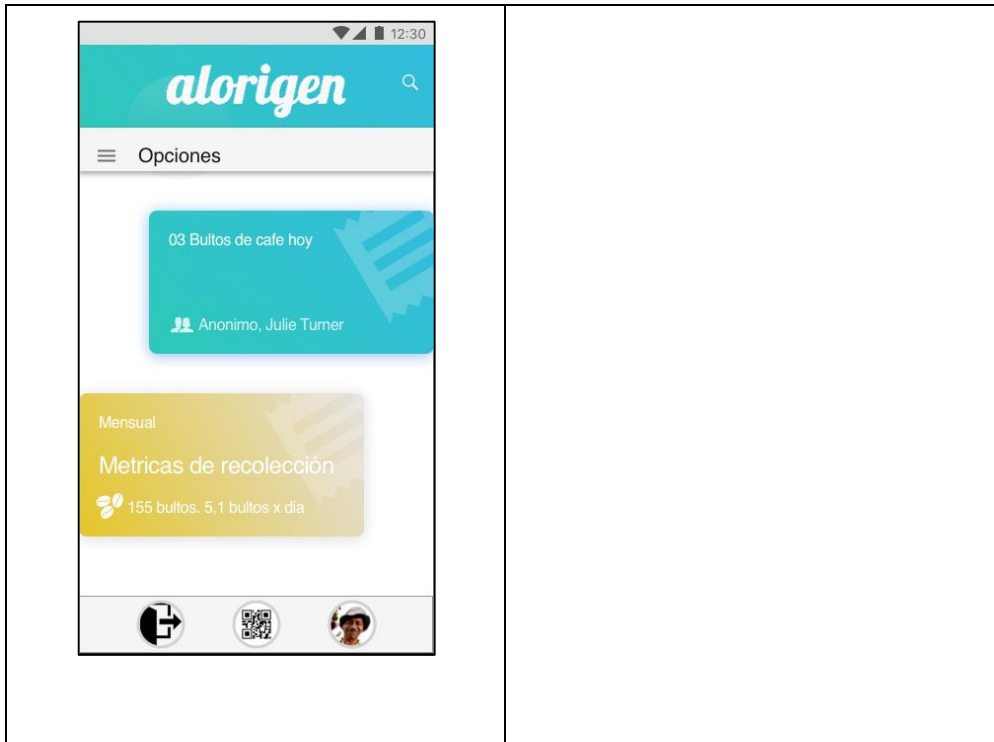 12:30
alorigen
Opciones
03 Bultos de cafe hoy
Anonimo, Julie Turner
Mensual
Metricas de recolección
155 bultos. 5,1 bultos x dia